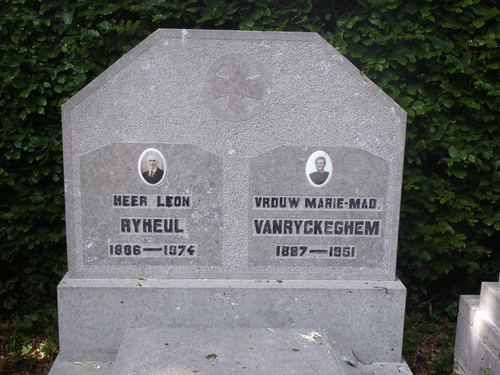 HEER LEON
RYHEUL
1886—1974
VROUW MARIE-MAD
VANRYCKEGHEM
1887—1951